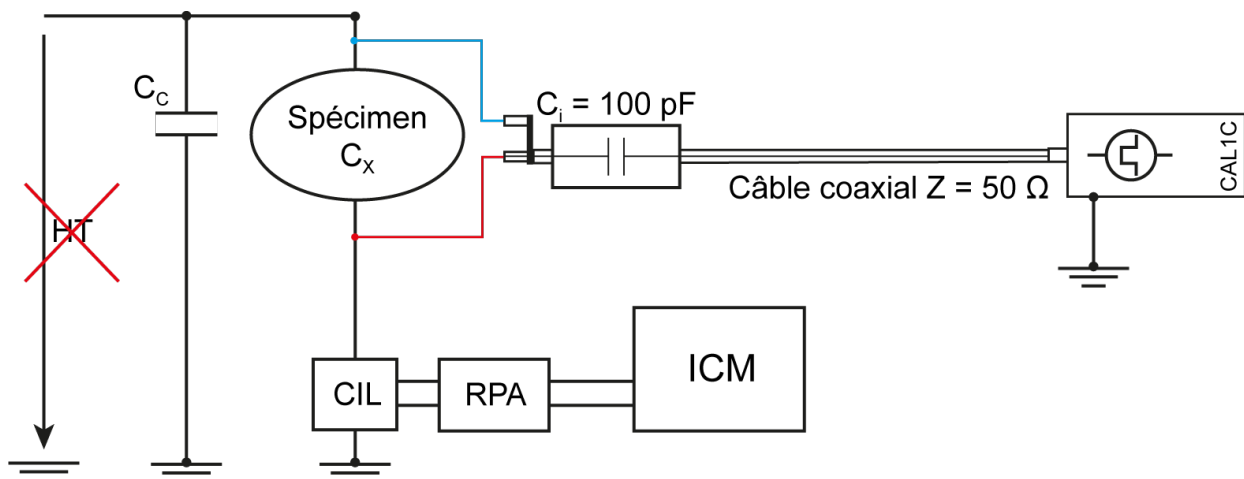 HT
C_C
Spécimen
C_X
C_i = 100 pF
Câble coaxial Z = 50 Ω
CAL1C
CIL
RPA
ICM